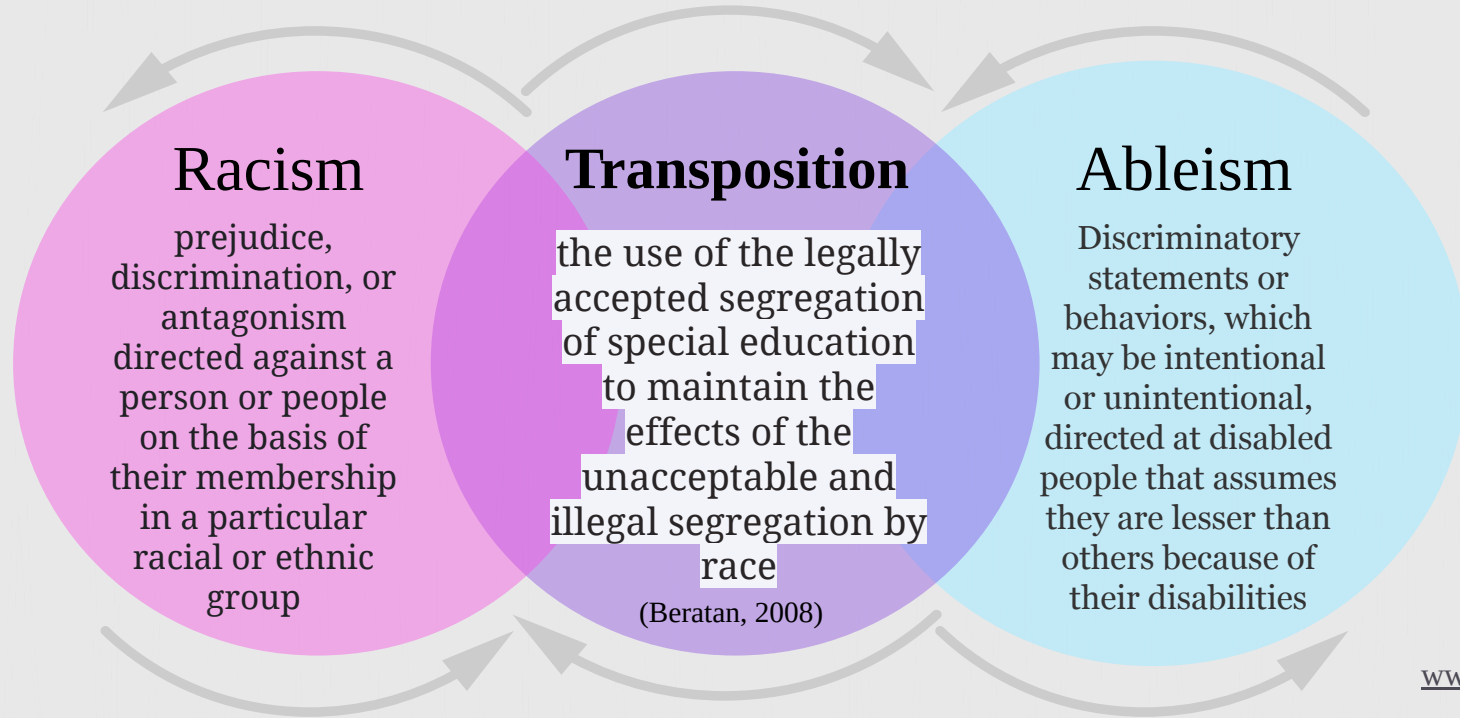 Racism
prejudice,
discrimination, or
antagonism
directed against a
person or people
on the basis of
their membership
in a particular
racial or ethnic
group
Transposition
the use of the legally
accepted segregation
of special education
to maintain the
effects of the
unacceptable and
illegal segregation by
race
(Beratan, 2008)
Ableism
Discriminatory
statements or
behaviors, which
may be intentional
or unintentional,
directed at disabled
people that assumes
they are lesser than
others because of
their disabilities